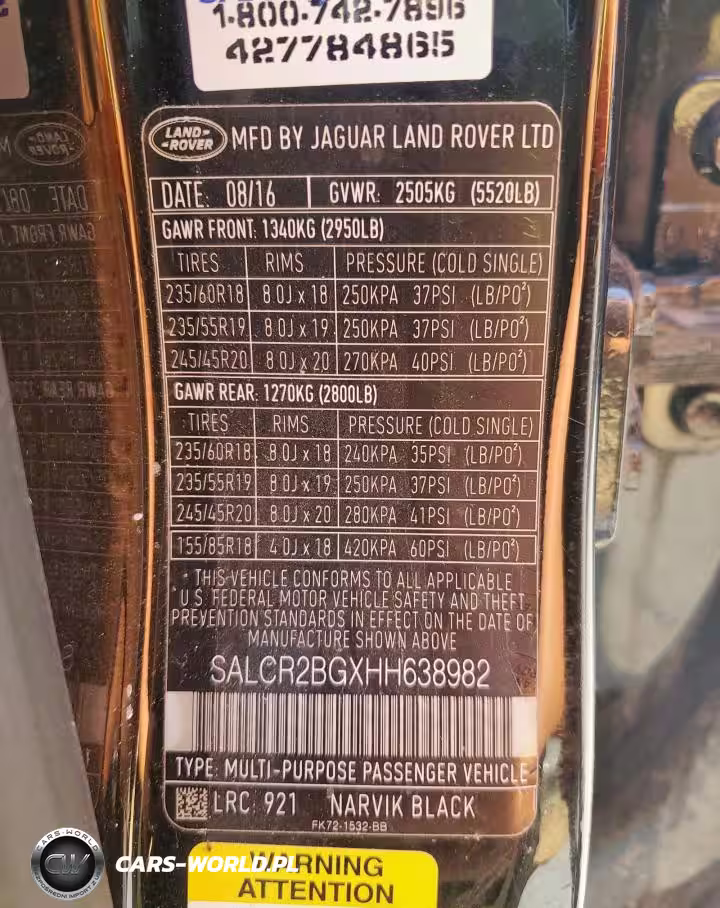 1-800-742-7896
4277848615
LAND-
-ROVER
MFD BY JAGUAR LAND ROVER LTD
DATE: 08/16 GVWR: 2505KG (5520LB)
GAWR FRONT: 1340KG (2950LB)
TIRES RIMS PRESSURE (COLD SINGLE)
235/60R18 8.0J x 18 250KPA 37PSI (LB/PO²)
235/55R19 8.0J x 19 250KPA 37PSI (LB/PO²)
245/45R20 8.0J x 20 270KPA 40PSI (LB/PO²)
GAWR REAR: 1270KG (2800LB)
TIRES RIMS PRESSURE (COLD SINGLE)
235/60R18 8.0J x 18 240KPA 35PSI (LB/PO²)
235/55R19 8.0J x 19 250KPA 37PSI (LB/PO²)
245/45R20 8.0J x 20 280KPA 41PSI (LB/PO²)
155/85R18 4.0J x 18 420KPA 60PSI (LB/PO²)
* THIS VEHICLE CONFORMS TO ALL APPLICABLE
* U.S. FEDERAL MOTOR VEHICLE SAFETY AND THEFT
PREVENTION STANDARDS IN EFFECT ON THE DATE OF
MANUFACTURE SHOWN ABOVE
SALCR2BGXHH638982
TYPE: MULTI-PURPOSE PASSENGER VEHICLE
LRC: 921 NARVIK BLACK
FK72-1532-BB
WARNING
ATTENTION
CARS-WORLD
CW
BEZPOŚREDNI IMPORT Z USA
CARS-WORLD.PL